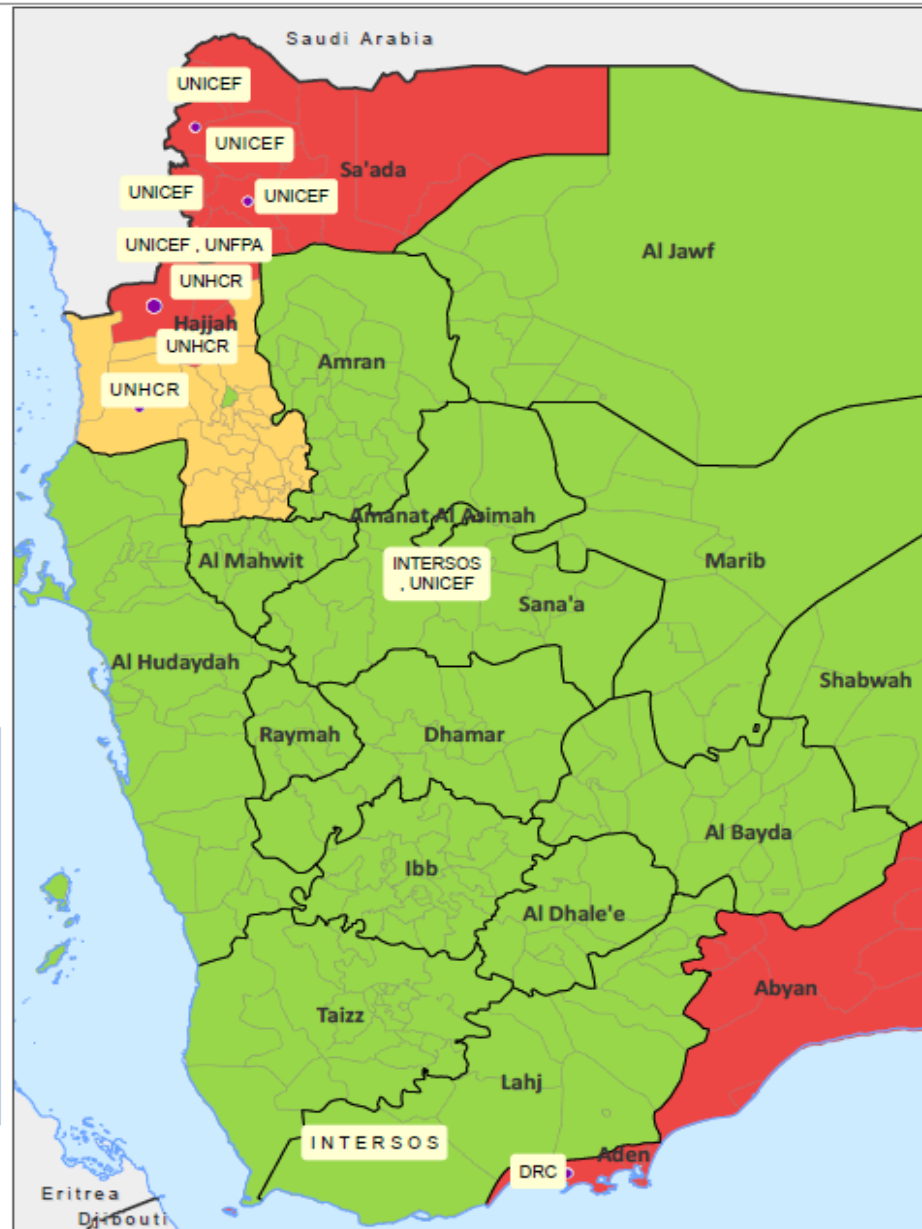 Saudi Arabia
UNICEF
UNICEF
Sa'ada
UNICEF
UNICEF
UNICEF , UNFPA
Al Jawf
UNHCR
Hajjah
UNHCR
Amran
UNHCR
Amanat Al Asimah
Al Mahwit
INTERSOS
, UNICEF
Marib
Sana'a
Al Hudaydah
Shabwah
Raymah
Dhamar
Al Bayda
Ibb
Al Dhale'e
Abyan
Taizz
Lahj
INTERSOS
Aden
DRC
Eritrea
Djibouti